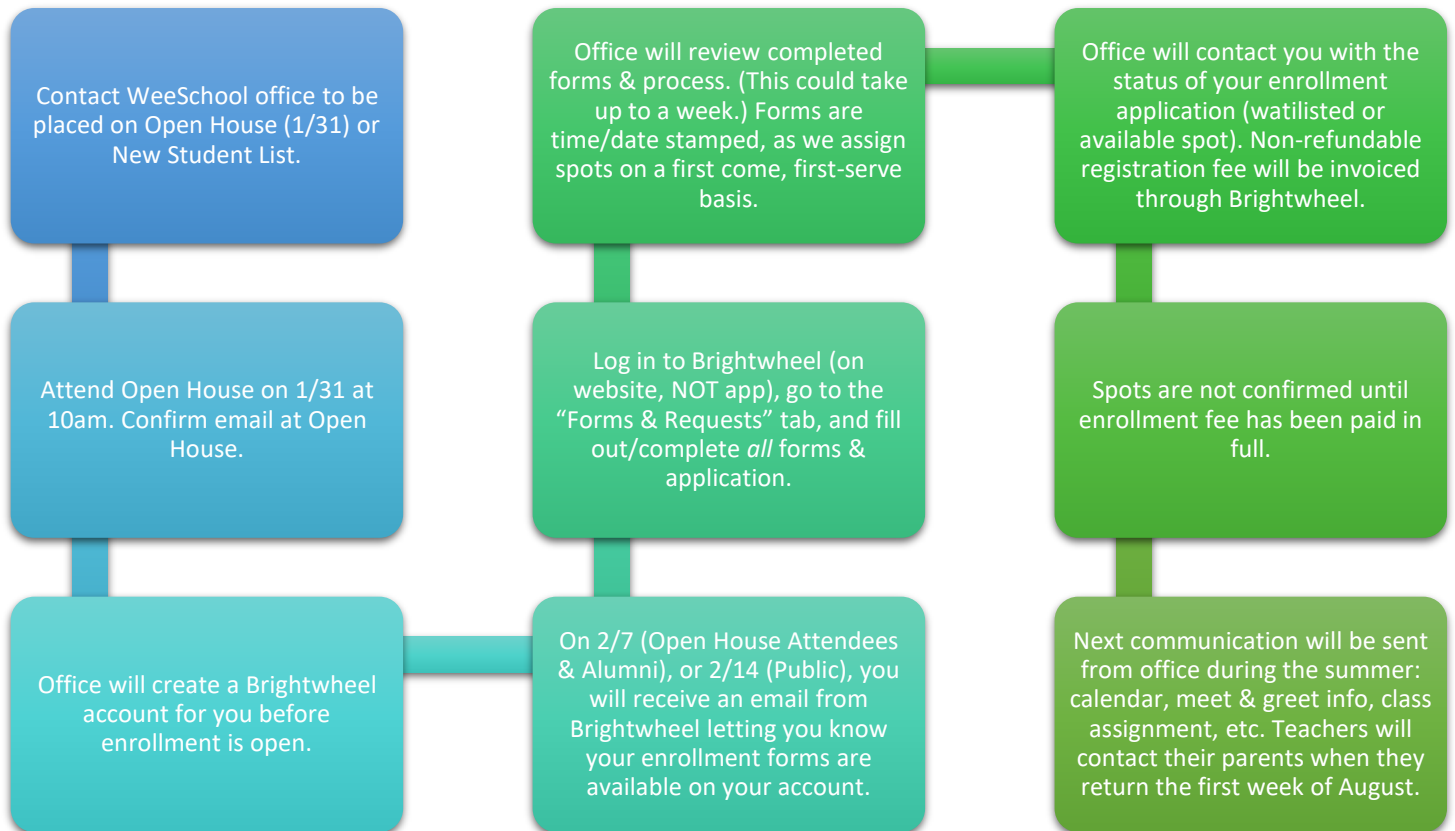 Contact WeeSchool office to be
placed on Open House (1/31) or
New Student List.
Attend Open House on 1/31 at
10am. Confirm email at Open
House.
Office will create a Brightwheel
account for you before
enrollment is open.
On 2/7 (Open House Attendees
& Alumni), or 2/14 (Public), you
will receive an email from
Brightwheel letting you know
your enrollment forms are
available on your account.
Log in to Brightwheel (on
website, NOT app), go to the
“Forms & Requests” tab, and fill
out/complete all forms &
application.
Office will review completed
forms & process. (This could take
up to a week.) Forms are
time/date stamped, as we assign
spots on a first come, first-serve
basis.
Office will contact you with the
status of your enrollment
application (watilisted or
available spot). Non-refundable
registration fee will be invoiced
through Brightwheel.
Spots are not confirmed until
enrollment fee has been paid in
full.
Next communication will be sent
from office during the summer:
calendar, meet & greet info, class
assignment, etc. Teachers will
contact their parents when they
return the first week of August.